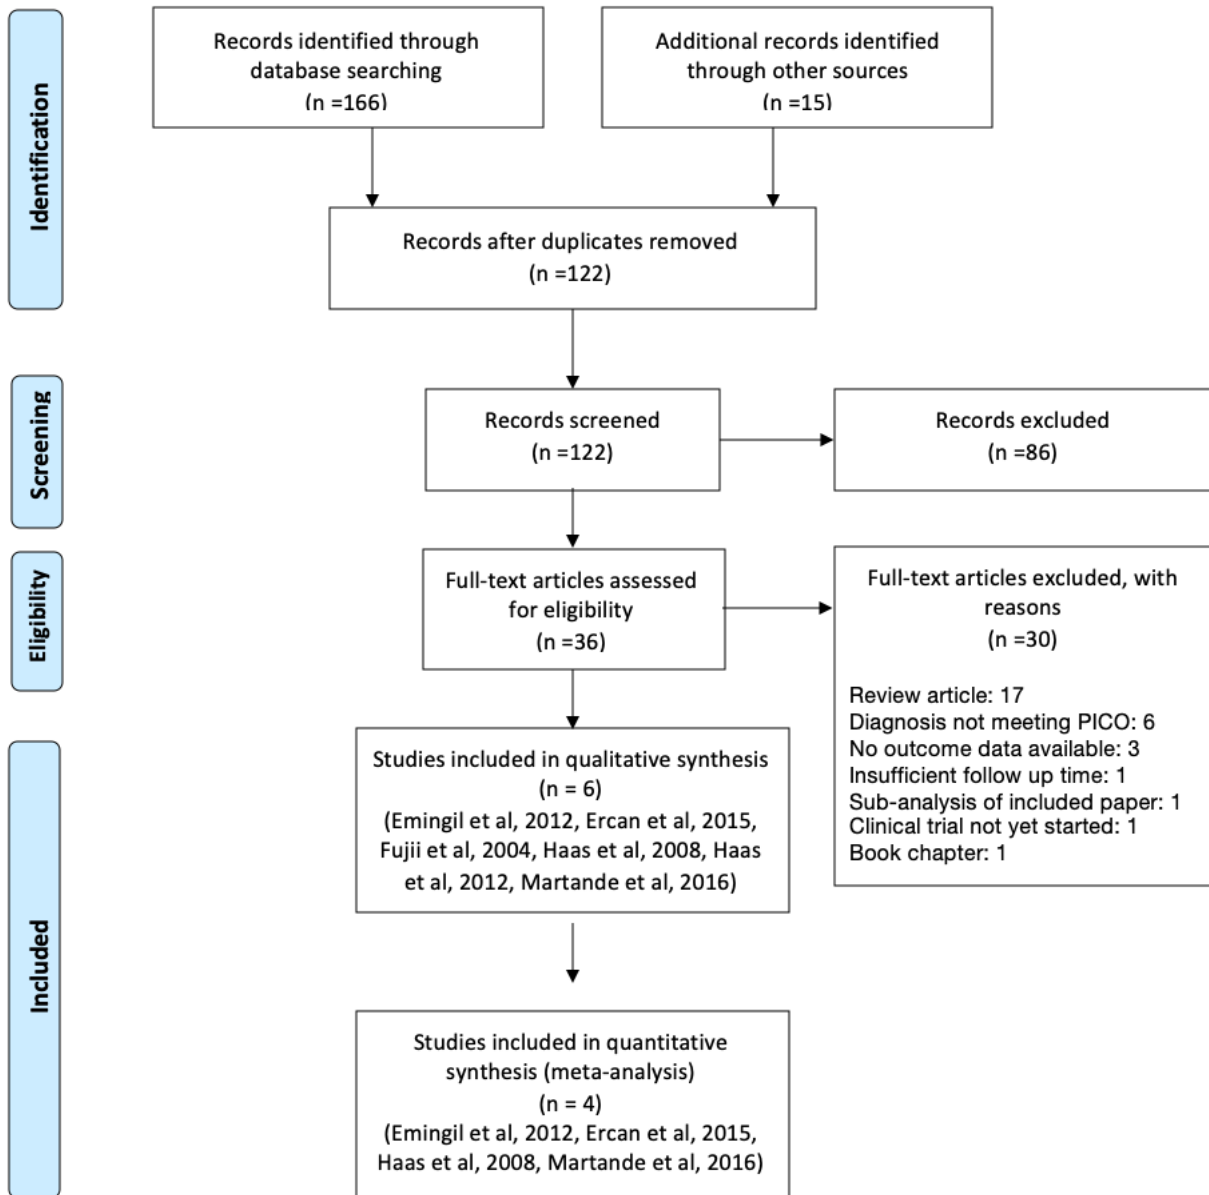 Identification
Records identified through
database searching
(n =166)
Additional records identified
through other sources
(n =15)
Records after duplicates removed
(n =122)
Screening
Records screened
(n =122)
Records excluded
(n =86)
Eligibility
Full-text articles assessed
for eligibility
(n =36)
Full-text articles excluded, with
reasons
(n =30)
Review article: 17
Diagnosis not meeting PICO: 6
No outcome data available: 3
Insufficient follow up time: 1
Sub-analysis of included paper: 1
Clinical trial not yet started: 1
Book chapter: 1
Included
Studies included in qualitative synthesis
(n = 6)
(Emingil et al, 2012, Ercan et al, 2015,
Fujii et al, 2004, Haas et al, 2008, Haas
et al, 2012, Martande et al, 2016)
Studies included in quantitative
synthesis (meta-analysis)
(n = 4)
(Emingil et al, 2012, Ercan et al, 2015,
Haas et al, 2008, Martande et al, 2016)